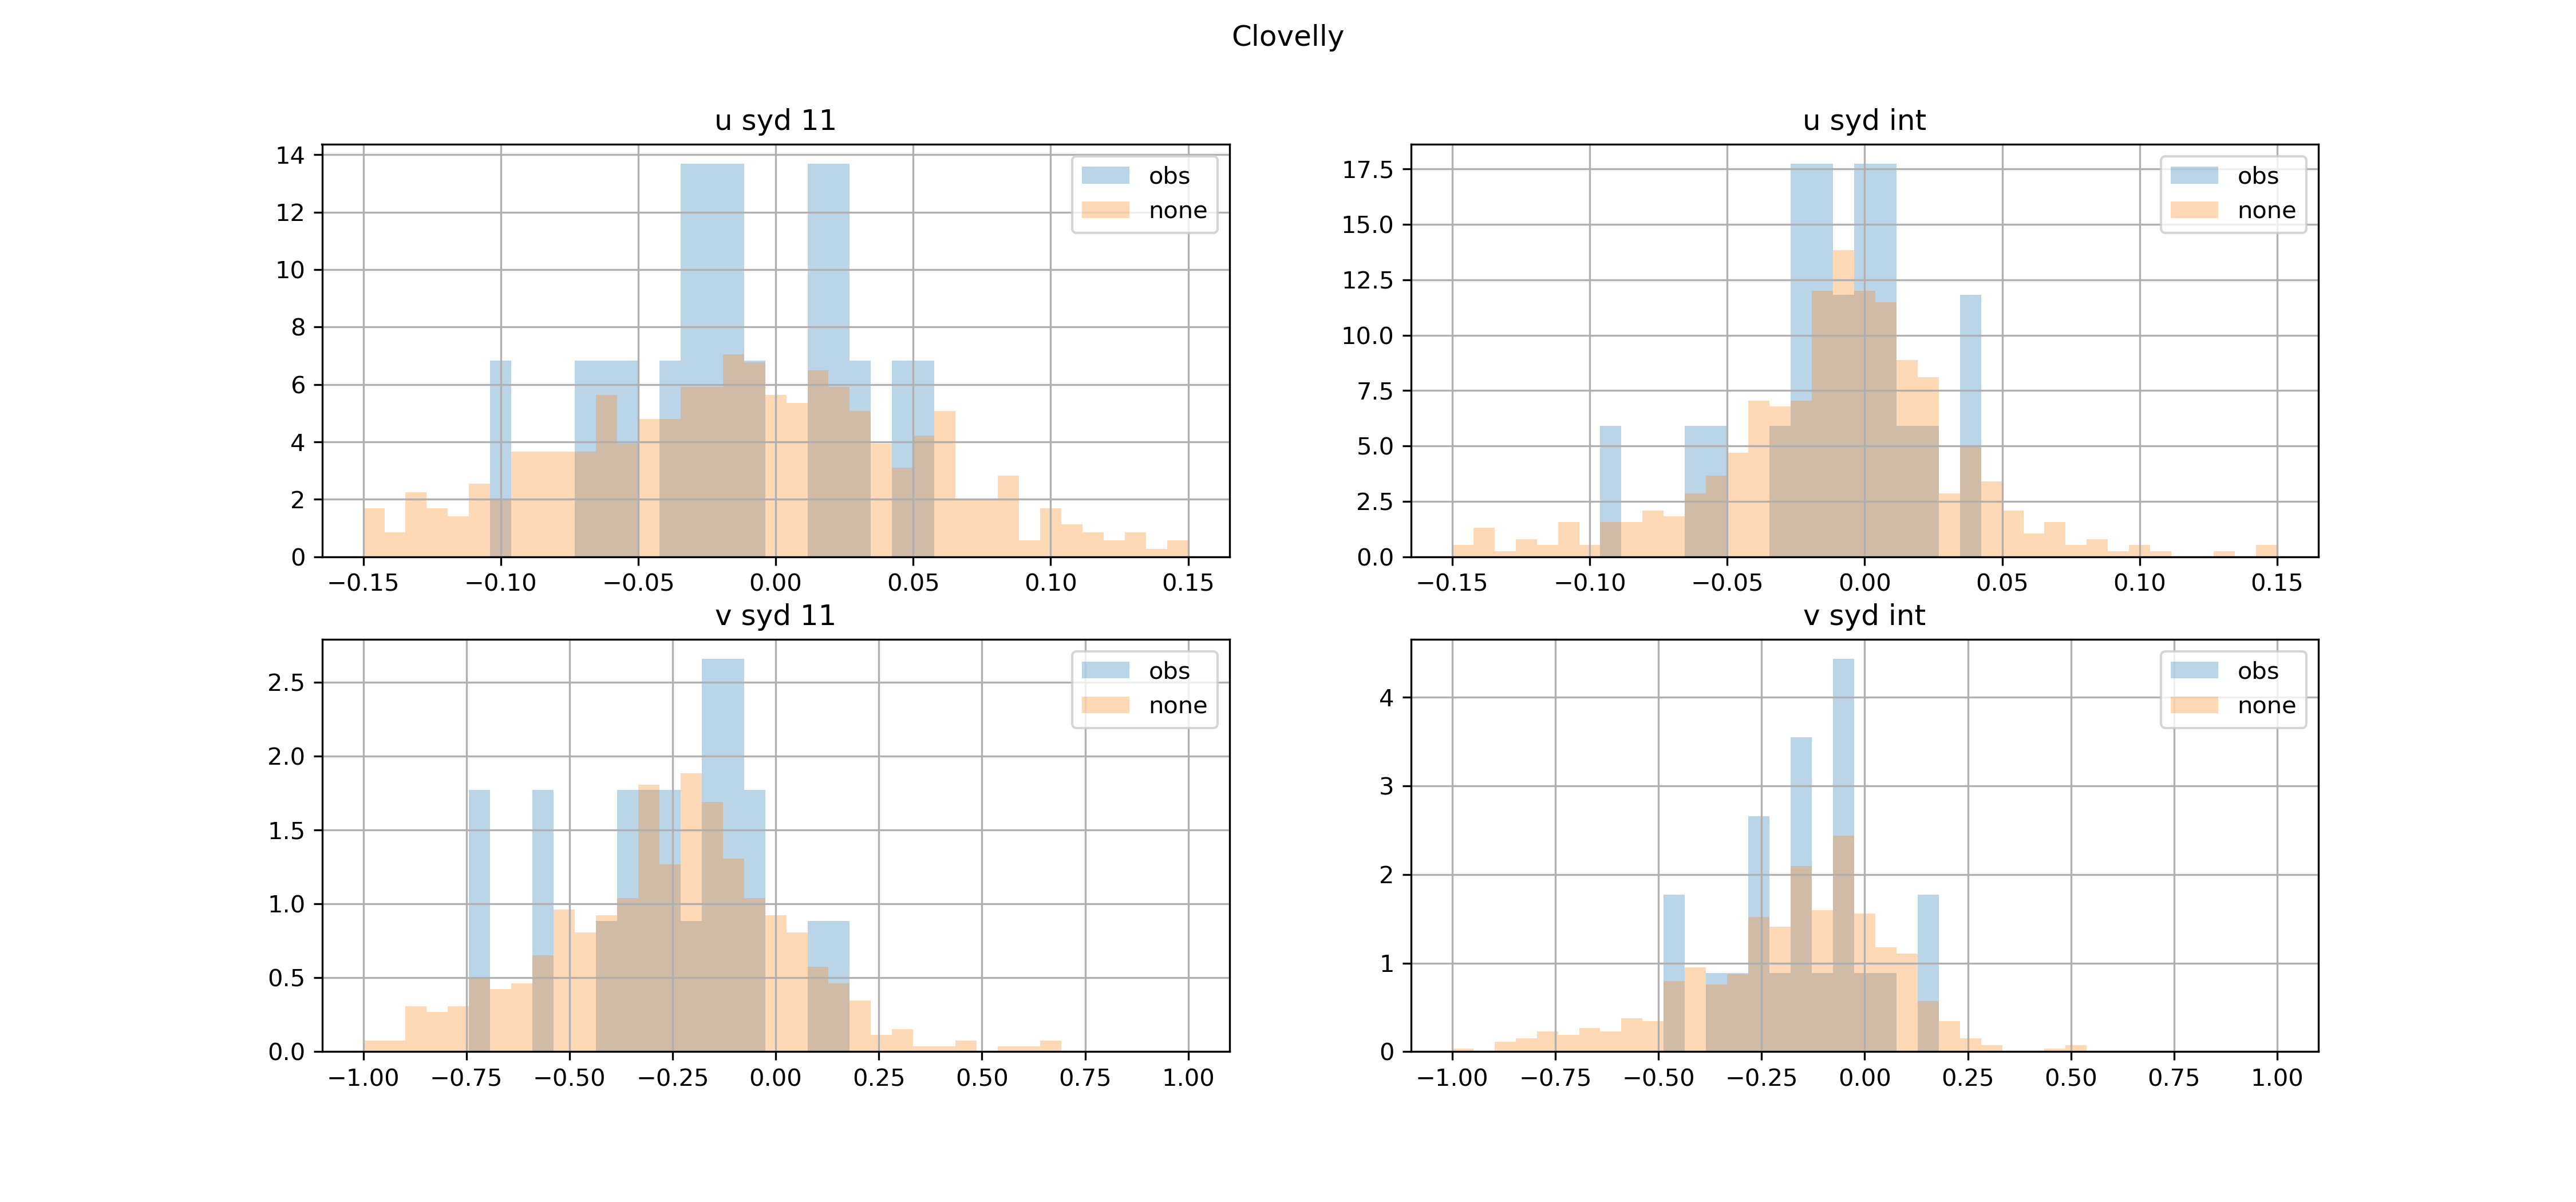 Clovelly
u syd 11
14
12
10
8
6
4
2
0
−0.15 −0.10 −0.05 0.00 0.05 0.10 0.15
obs
none
u syd int
17.5
15.0
12.5
10.0
7.5
5.0
2.5
0.0
−0.15 −0.10 −0.05 0.00 0.05 0.10 0.15
obs
none
v syd 11
2.5
2.0
1.5
1.0
0.5
0.0
−1.00 −0.75 −0.50 −0.25 0.00 0.25 0.50 0.75 1.00
obs
none
v syd int
4
3
2
1
0
−1.00 −0.75 −0.50 −0.25 0.00 0.25 0.50 0.75 1.00
obs
none